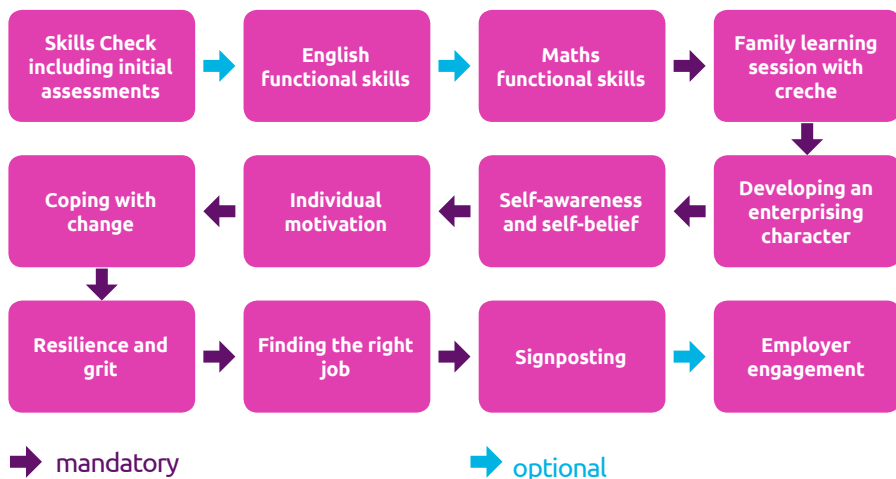 Skills Check
including initial
assessments
English
functional skills
Maths
functional skills
Family learning
session with
creche
Developing an
enterprising
character
Self-awareness
and self-belief
Individual
motivation
Coping with
change
Resilience and
grit
Finding the right
job
Signposting
Employer
engagement
mandatory
optional